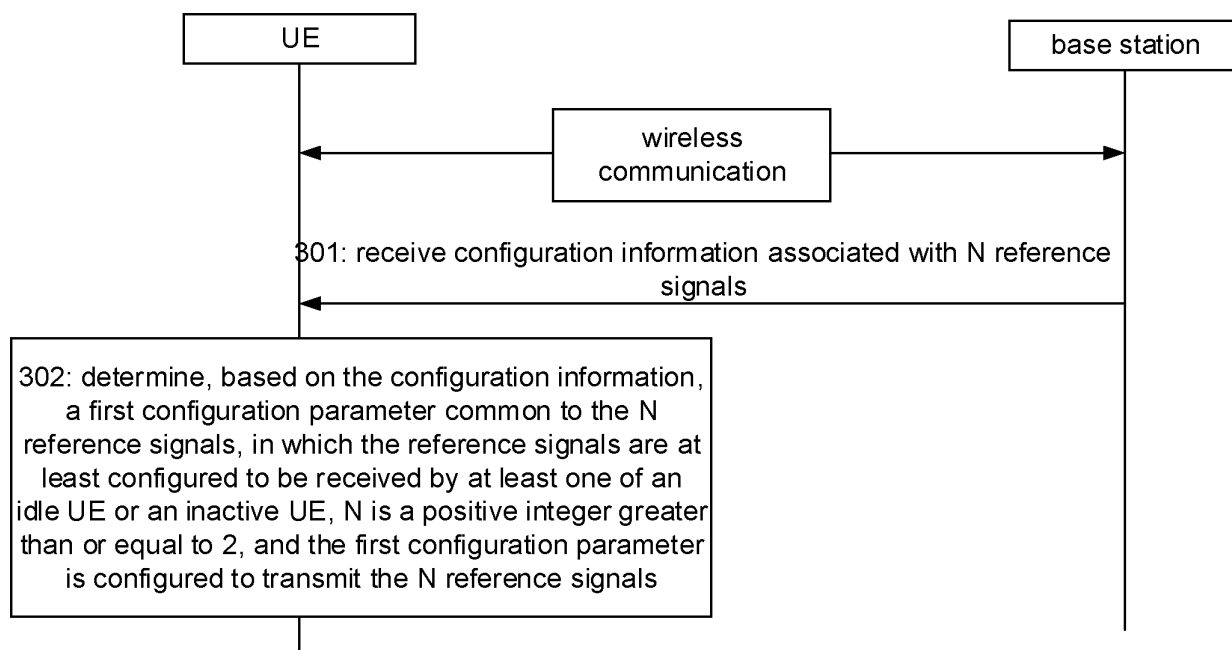 UE
base station
wireless
communication
301: receive configuration information associated with N reference
signals
302: determine, based on the configuration information,
a first configuration parameter common to the N
reference signals, in which the reference signals are at
least configured to be received by at least one of an
idle UE or an inactive UE, N is a positive integer greater
than or equal to 2, and the first configuration parameter
is configured to transmit the N reference signals